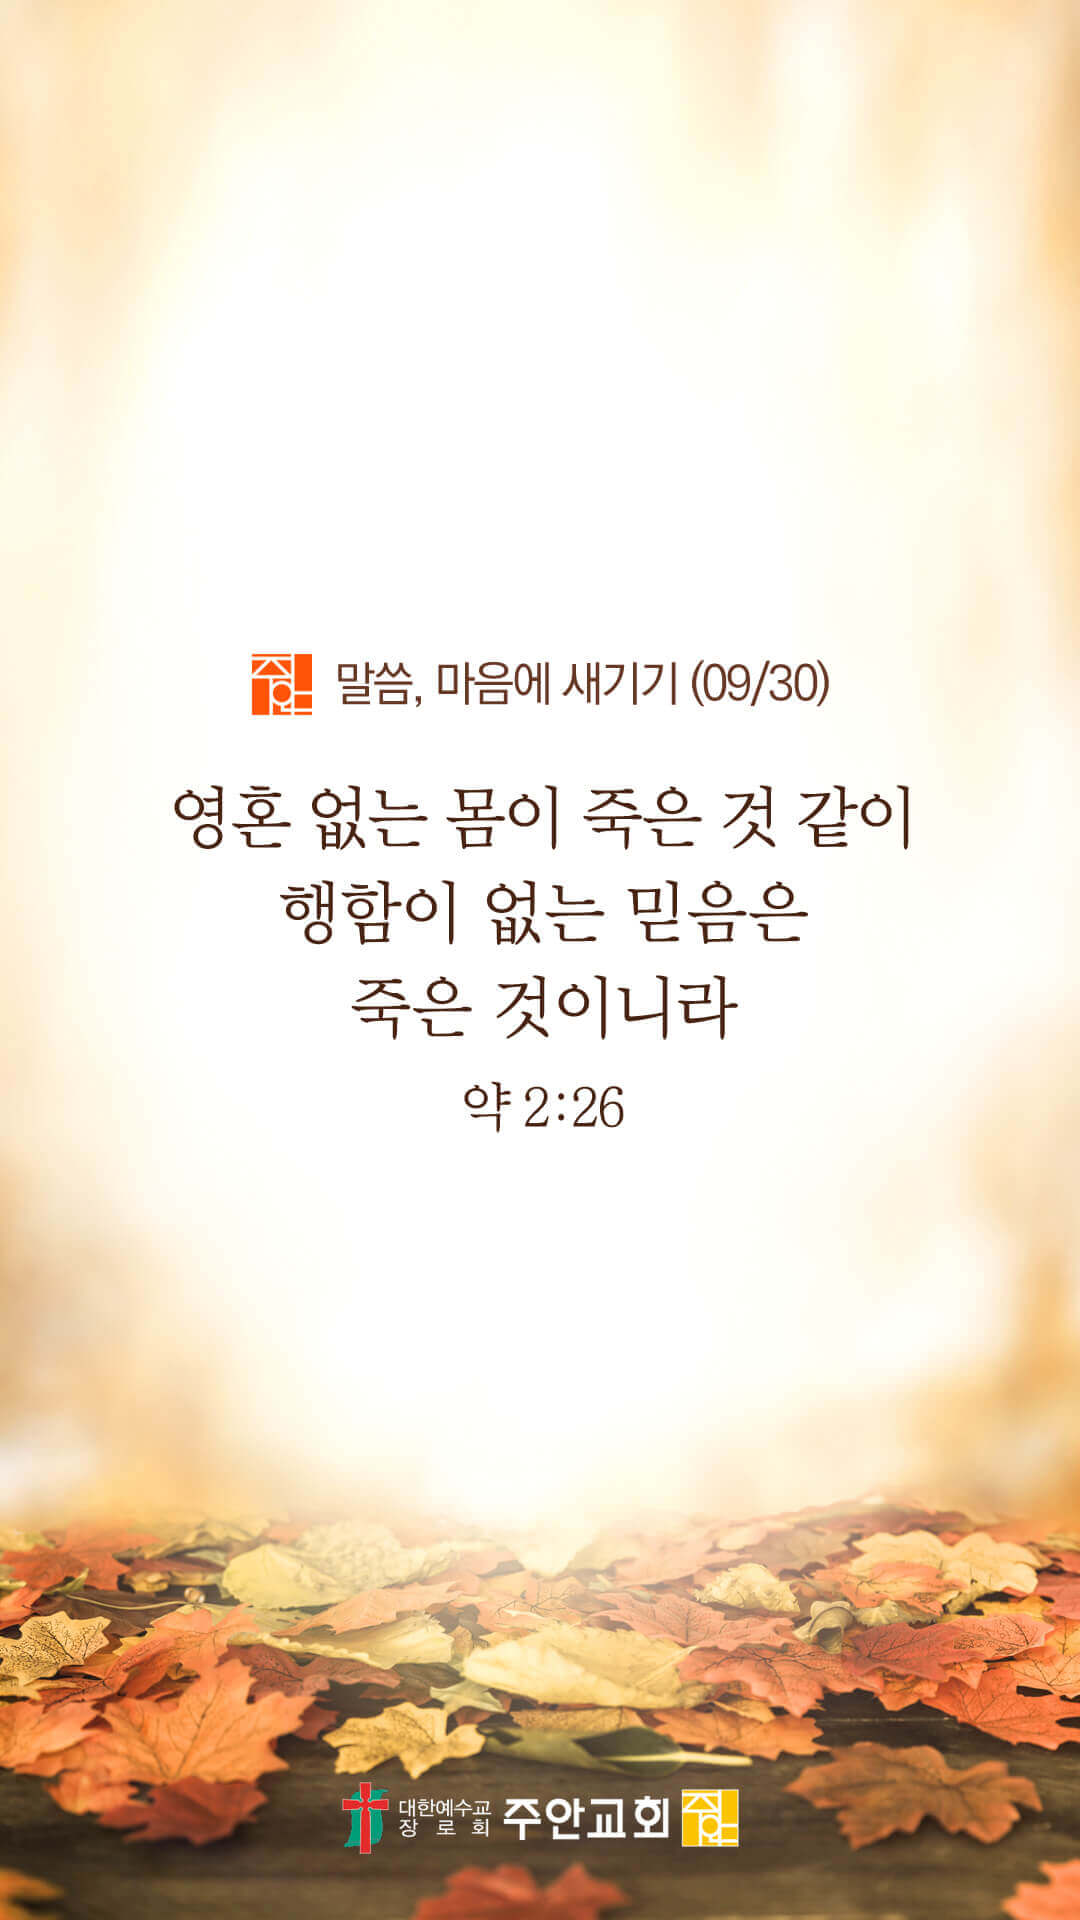 말씀, 마음에 새기기 (09/30)
영혼 없는 몸이 죽은 것 같이
행함이 없는 믿음은
죽은 것이니라
약 2:26
대한예수교
장로회
주안교회